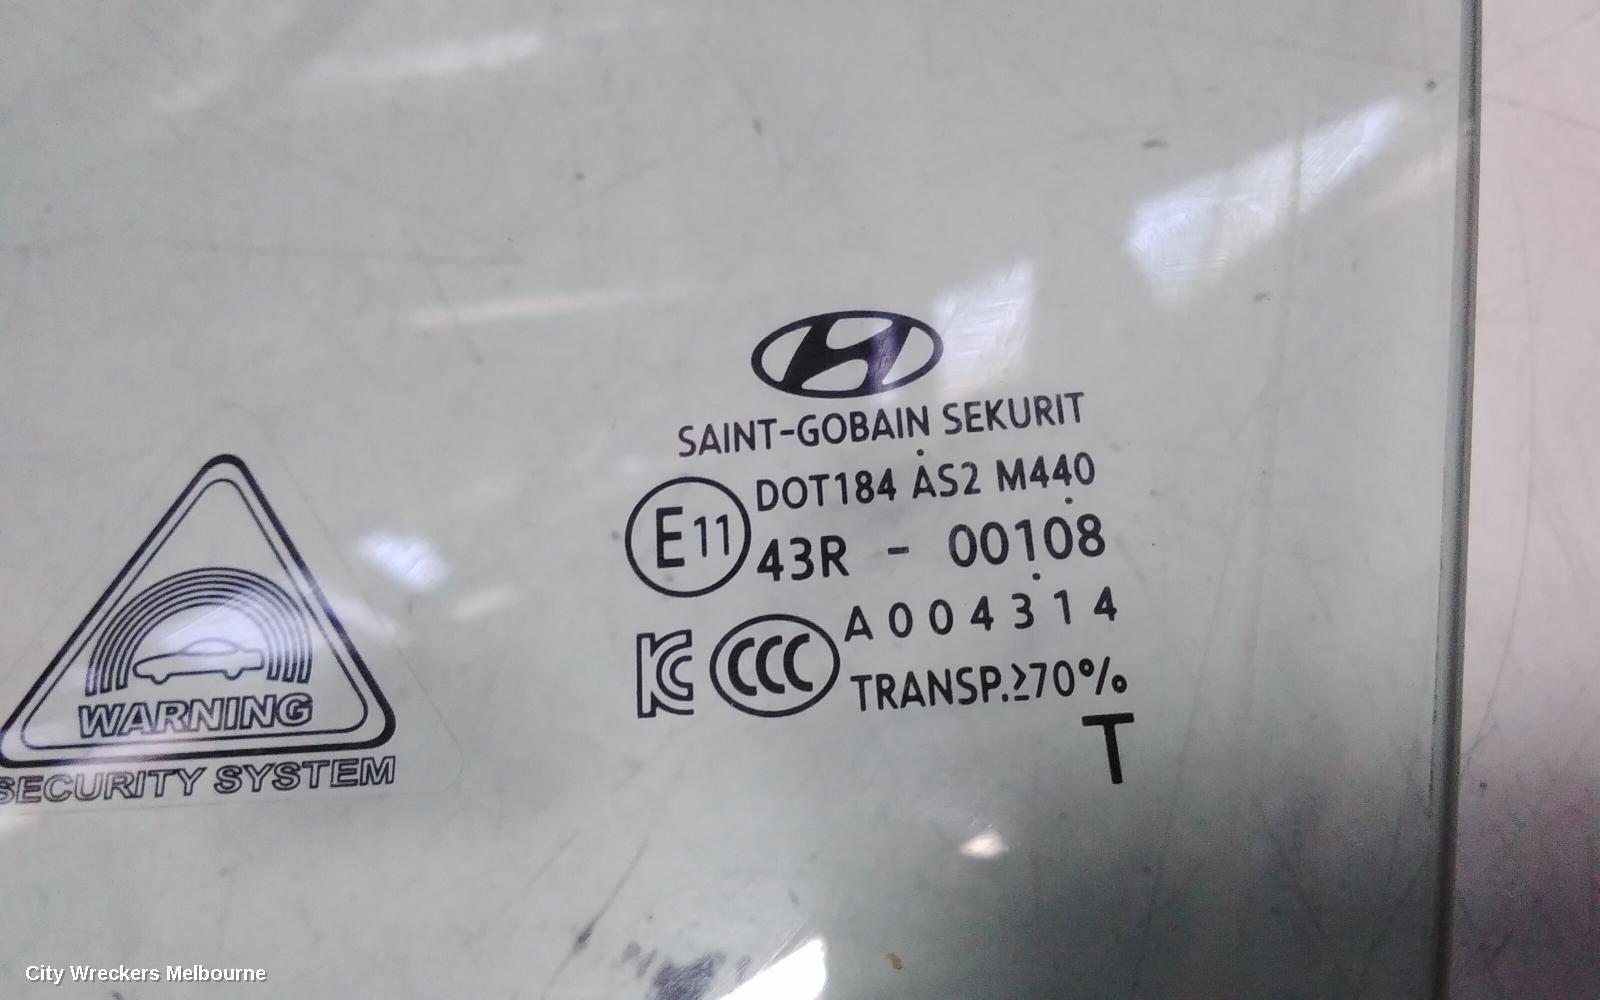 SAINT-GOBAIN SEKURIT
E11
DOT184 AS2 M440
43R - 00108
KC
CCC
A004314
TRANSP.≥70%
T
WARNING
SECURITY SYSTEM
City Wreckers Melbourne